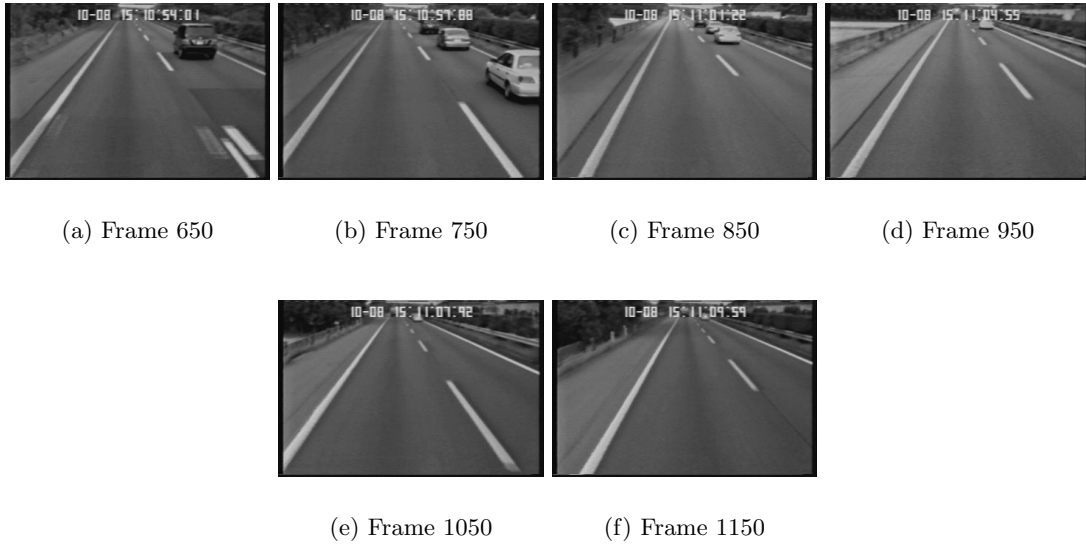 10-08 15:10:54:01
10-08 15:10:57:88
10-08 15:11:01:22
10-08 15:11:04:55
(a) Frame 650
(b) Frame 750
(c) Frame 850
(d) Frame 950
10-08 15:11:07:92
10-08 15:11:09:59
(e) Frame 1050
(f) Frame 1150